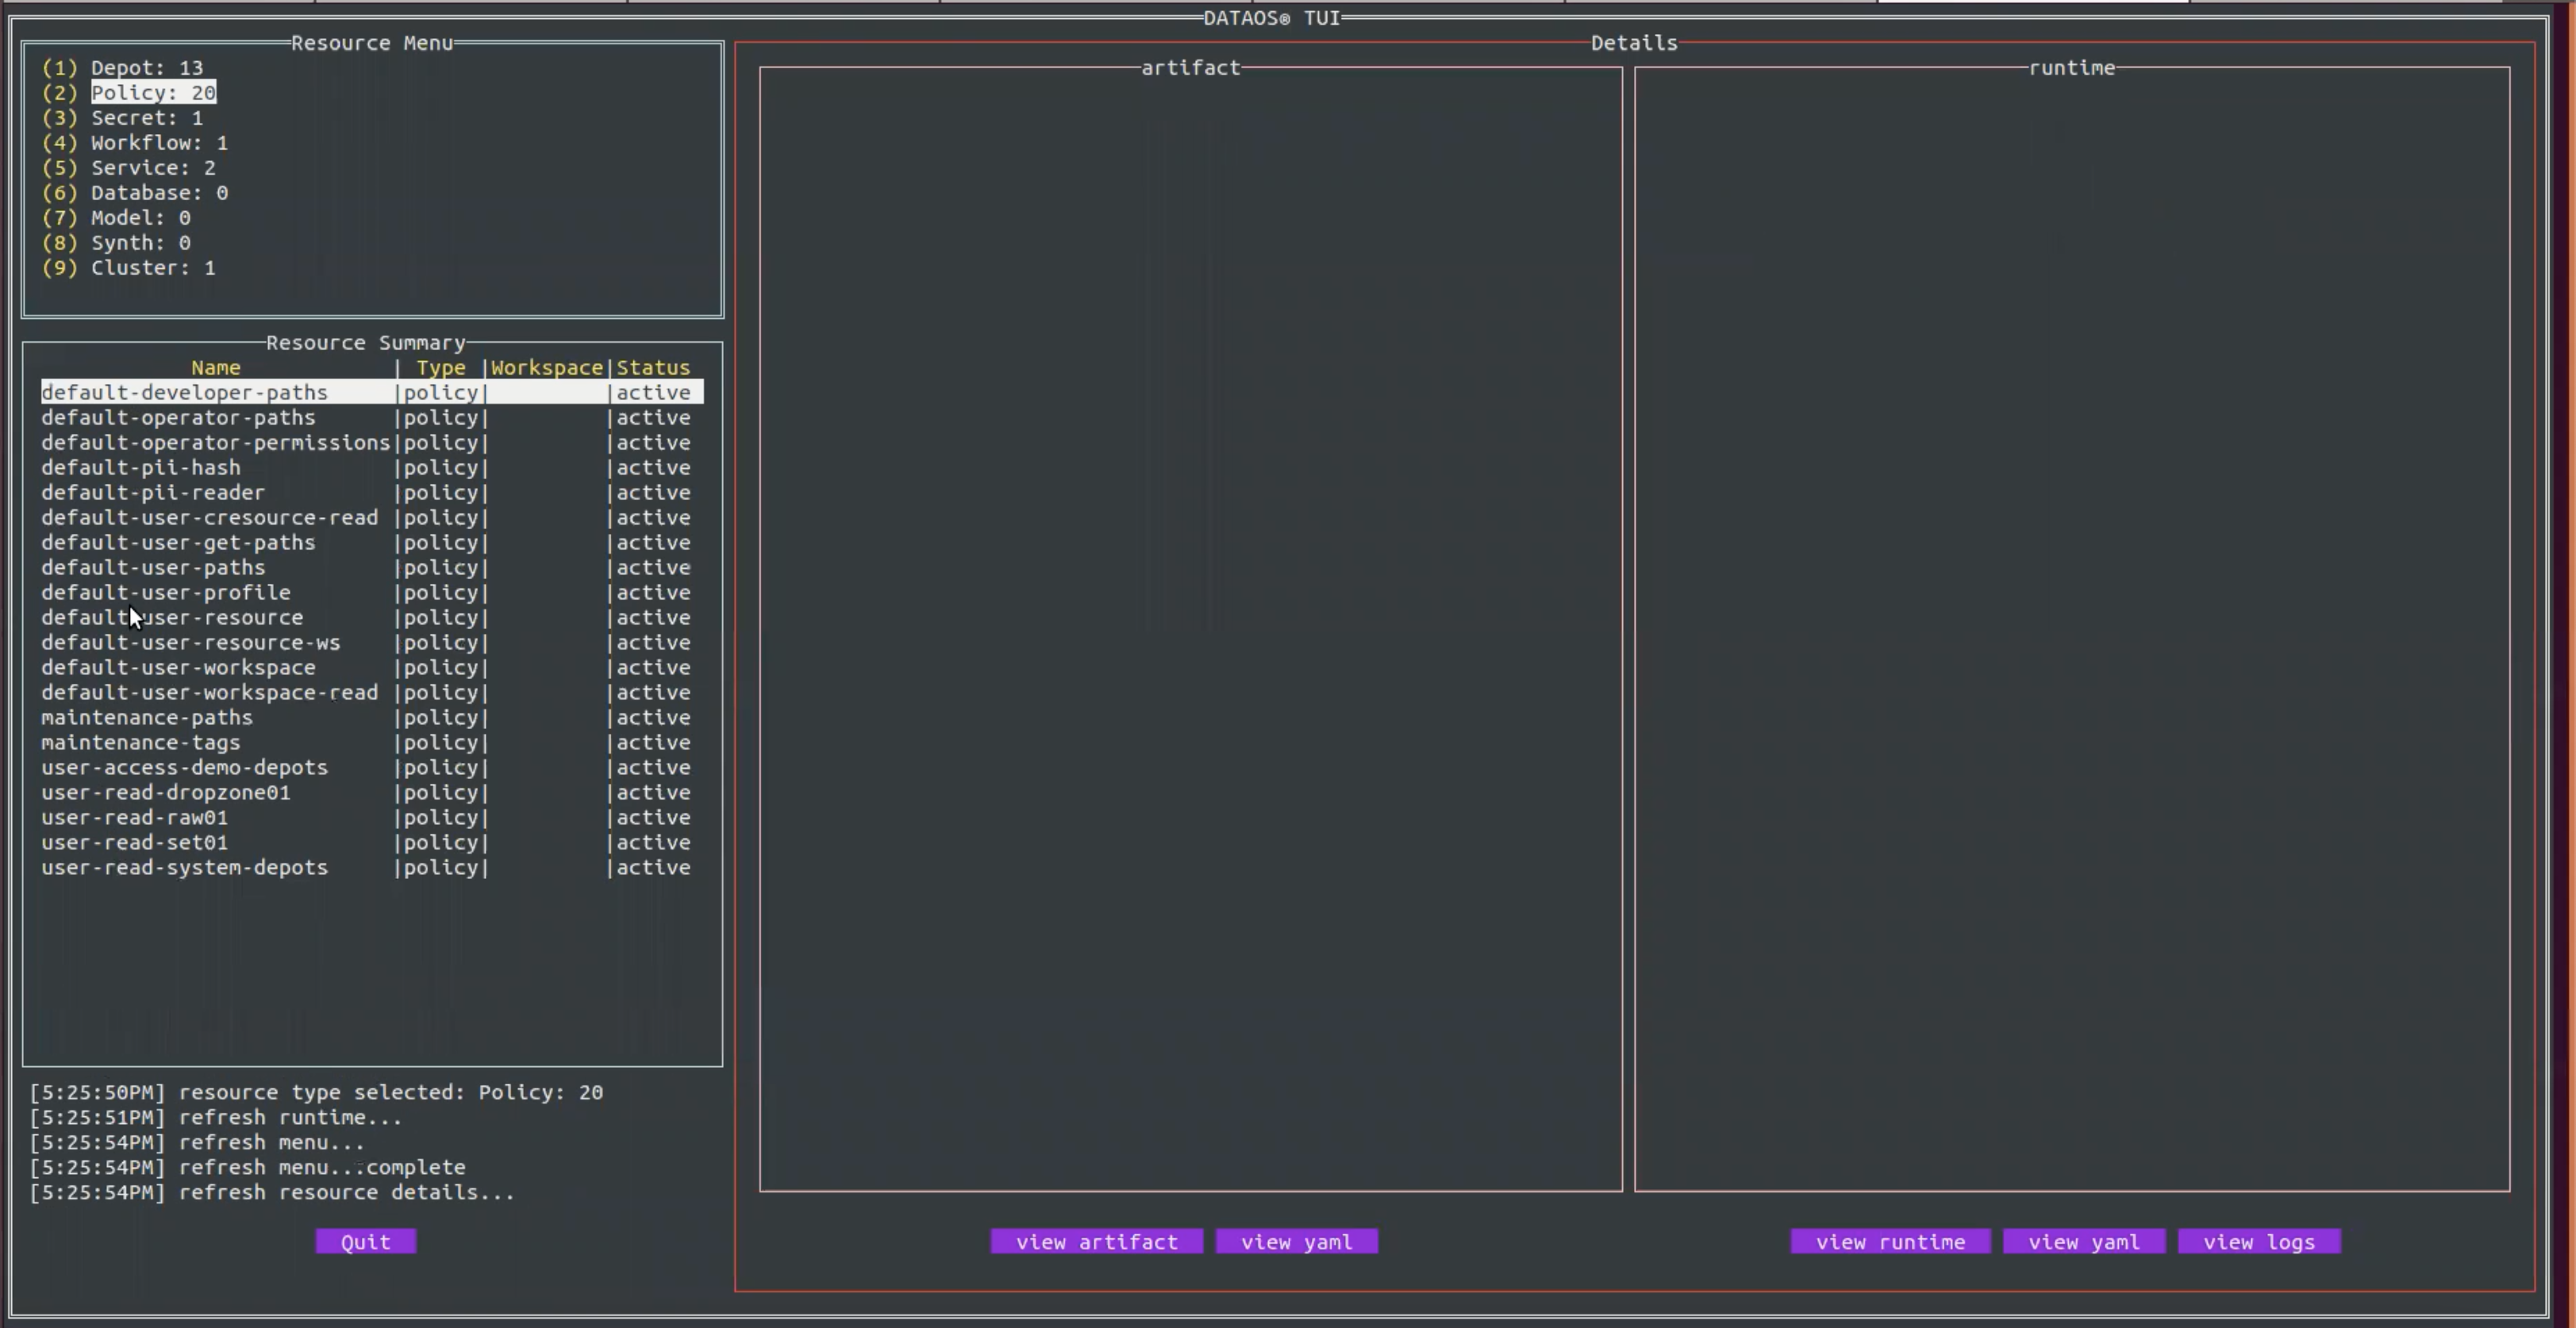 DATAOS® TUI
Resource Menu
(1) Depot: 13
(2) Policy: 20
(3) Secret: 1
(4) Workflow: 1
(5) Service: 2
(6) Database: 0
(7) Model: 0
(8) Synth: 0
(9) Cluster: 1
Resource Summary
Name | Type |Workspace|Status
default-developer-paths |policy| |active
default-operator-paths |policy| |active
default-operator-permissions|policy| |active
default-pii-hash |policy| |active
default-pii-reader |policy| |active
default-user-cresource-read |policy| |active
default-user-get-paths |policy| |active
default-user-paths |policy| |active
default-user-profile |policy| |active
default-user-resource |policy| |active
default-user-resource-ws |policy| |active
default-user-workspace |policy| |active
default-user-workspace-read |policy| |active
maintenance-paths |policy| |active
maintenance-tags |policy| |active
user-access-demo-depots |policy| |active
user-read-dropzone01 |policy| |active
user-read-raw01 |policy| |active
user-read-set01 |policy| |active
user-read-system-depots |policy| |active
[5:25:50PM] resource type selected: Policy: 20
[5:25:51PM] refresh runtime...
[5:25:54PM] refresh menu...
[5:25:54PM] refresh menu...complete
[5:25:54PM] refresh resource details...
Quit
Details
artifact
runtime
view artifact view yaml
view runtime view yaml view logs